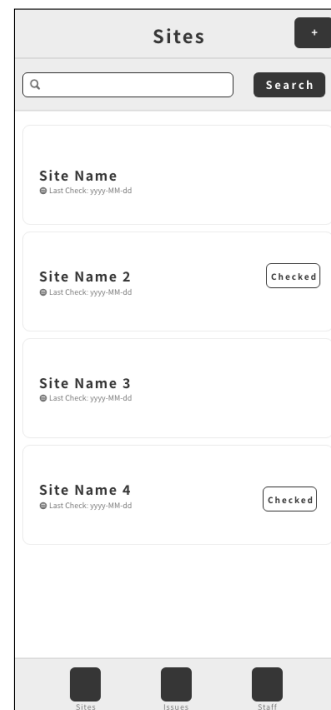 Sites
+
Search
Site Name
Last Check: yyyy-MM-dd
Site Name 2
Last Check: yyyy-MM-dd
Checked
Site Name 3
Last Check: yyyy-MM-dd
Site Name 4
Last Check: yyyy-MM-dd
Checked
Sites Issues Staff